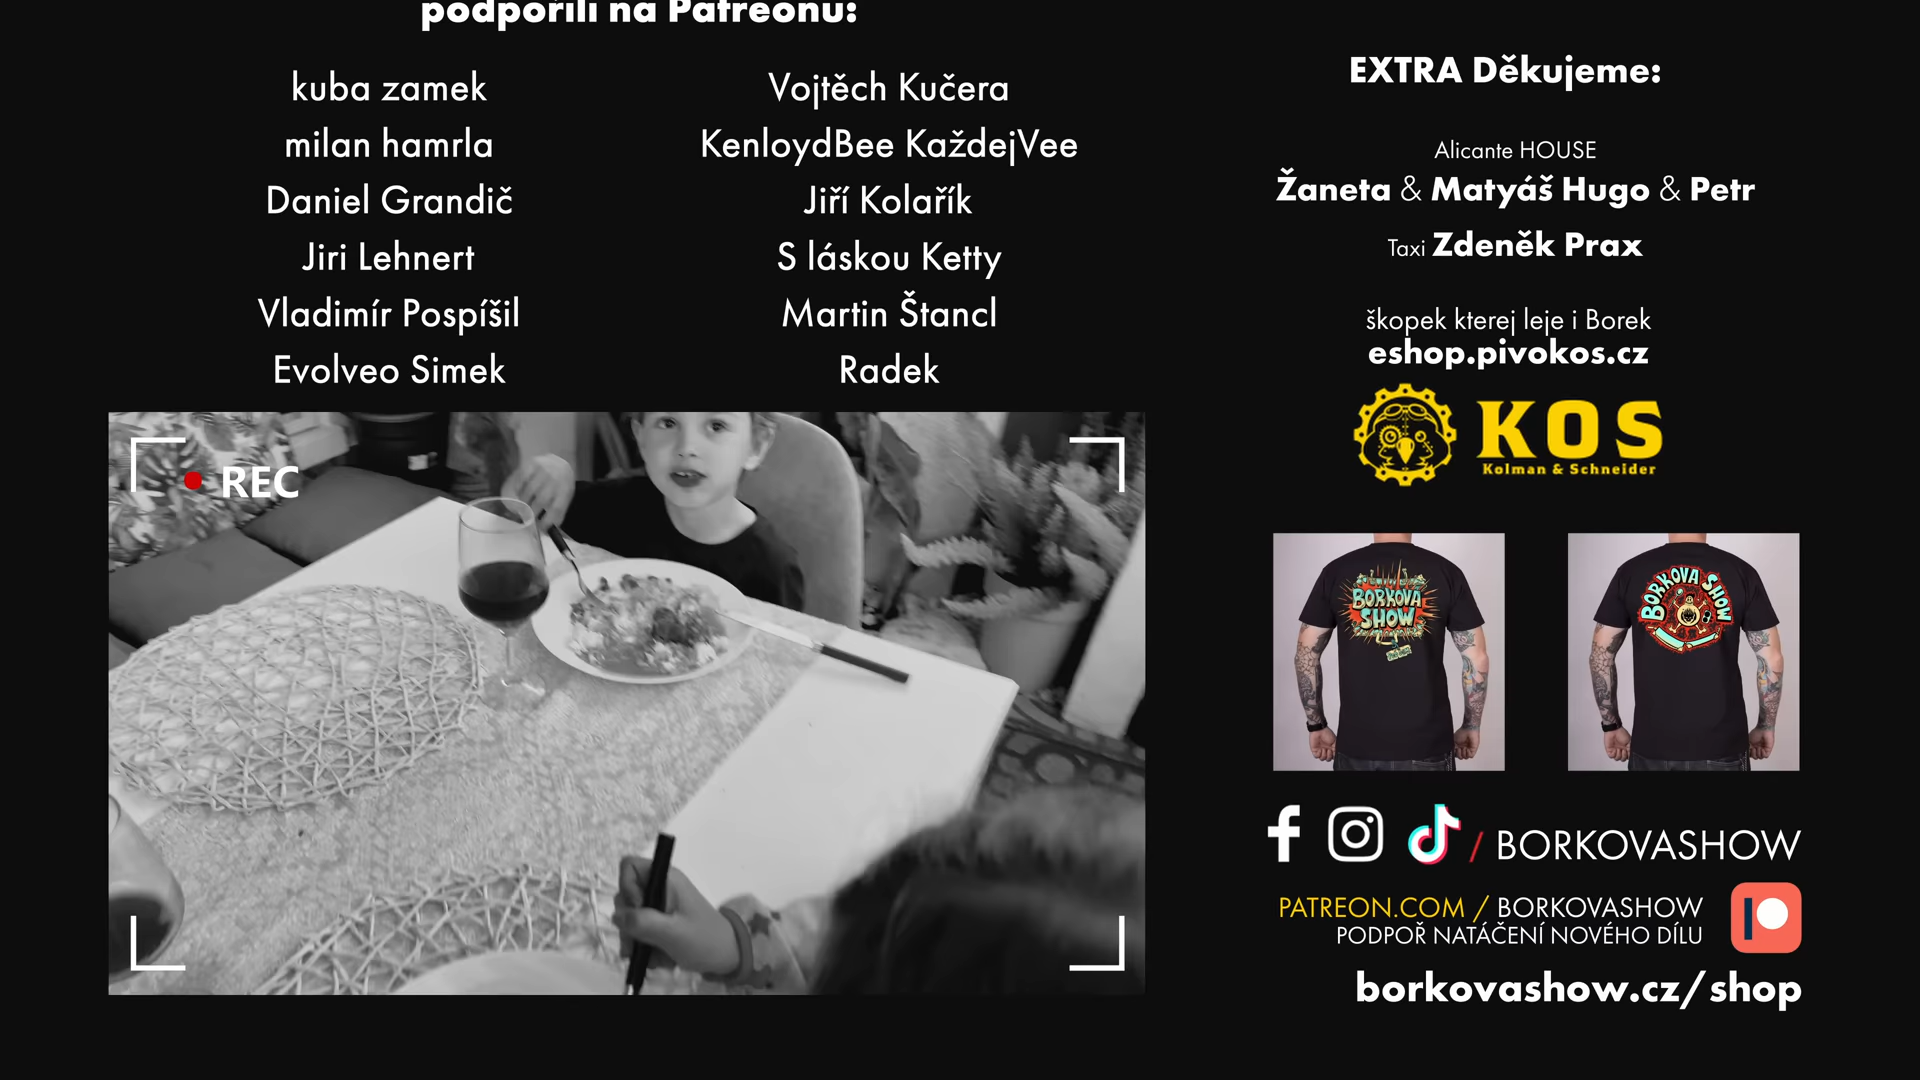 podpořili na Patreonu:
kuba zamek
milan hamrla
Daniel Grandič
Jiri Lehnert
Vladimír Pospíšil
Evolveo Simek
Vojtěch Kučera
KenloydBee KaždejVee
Jiří Kolařík
S láskou Ketty
Martin Štancl
Radek
REC
EXTRA Děkujeme:
Alicante HOUSE
Žaneta & Matyáš Hugo & Petr
Taxi Zdeněk Prax
škopek kterej leje i Borek
eshop.pivokos.cz
KOS
Kolman & Schneider
BORKOVA
SHOW
BORKOVA SHOW
/ BORKOVASHOW
PATREON.COM / BORKOVASHOW
PODPOŘ NATÁČENÍ NOVÉHO DÍLU
borkovashow.cz/shop